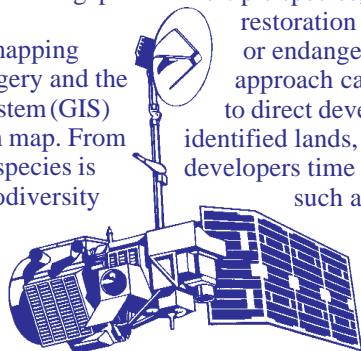 mapping
gery and the
stem (GIS)
n map. From
species is
odiversity
restoration
or endange
approach ca
to direct deve
identified lands,
developers time
such a